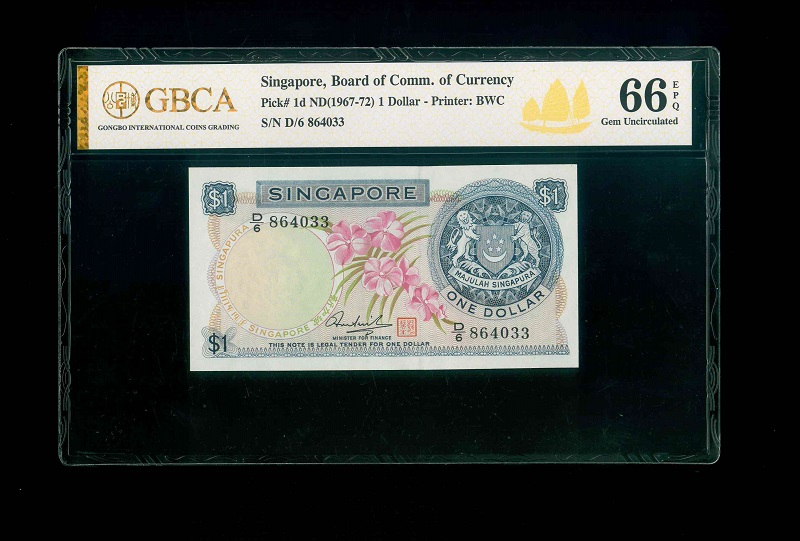 GBCA
GONGBO INTERNATIONAL COINS GRADING
Singapore, Board of Comm. of Currency
Pick# 1d ND(1967-72) 1 Dollar - Printer: BWC
S/N D/6 864033
66 EPQ
Gem Uncirculated
$1
SINGAPORE
$1
D/6 864033
SINGAPURA
SINGAPORE
MAJULAH SINGAPURA
ONE DOLLAR
D/6 864033
MINISTER FOR FINANCE
$1
THIS NOTE IS LEGAL TENDER FOR ONE DOLLAR